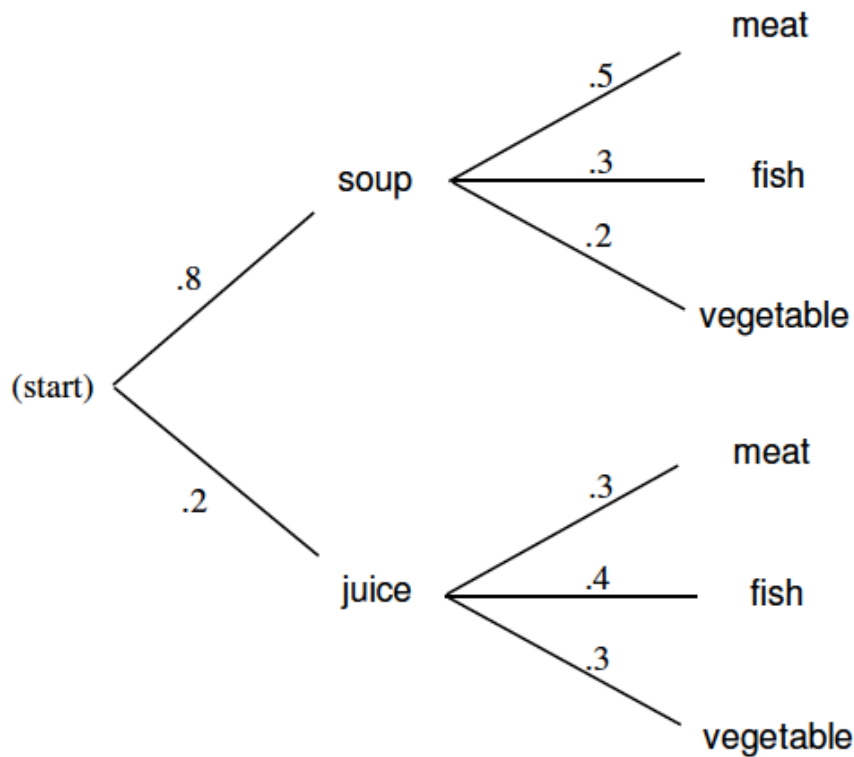 meat
.5
soup
.3
fish
.2
.8
vegetable
(start)
meat
.3
.2
juice
.4
fish
.3
vegetable